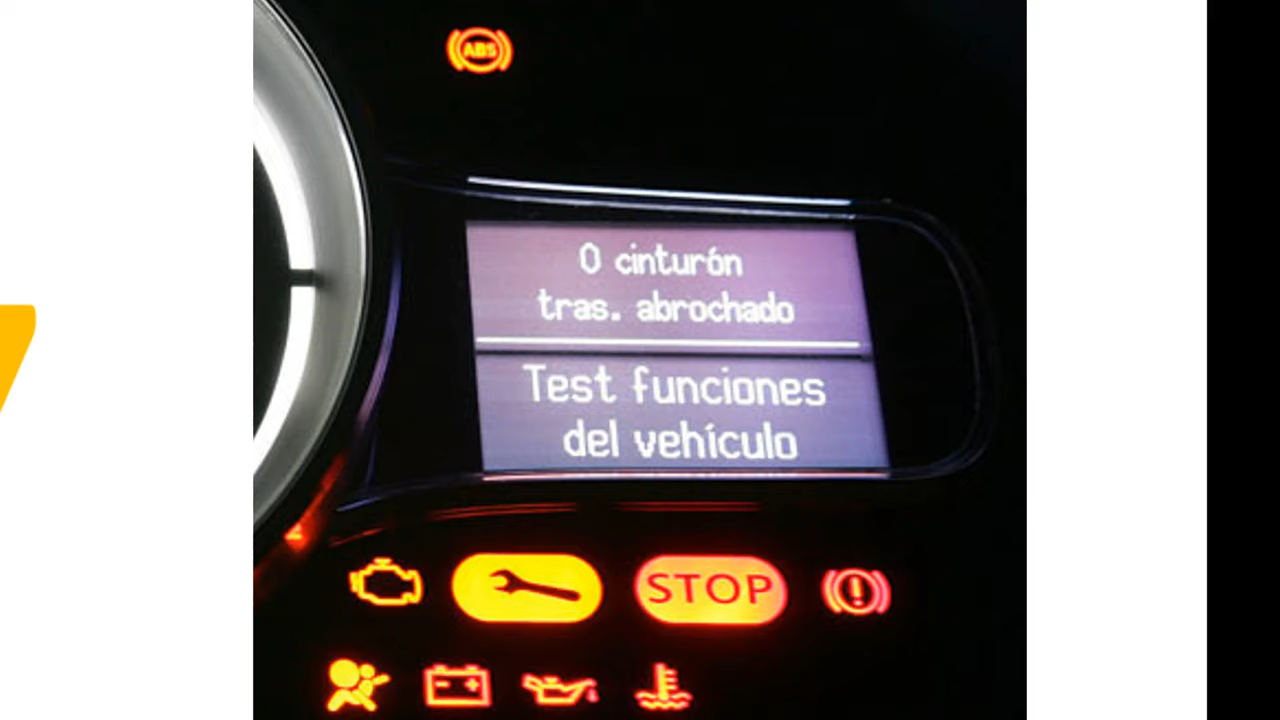 ABS
0 cinturón
tras. abrochado
Test funciones
del vehículo
STOP